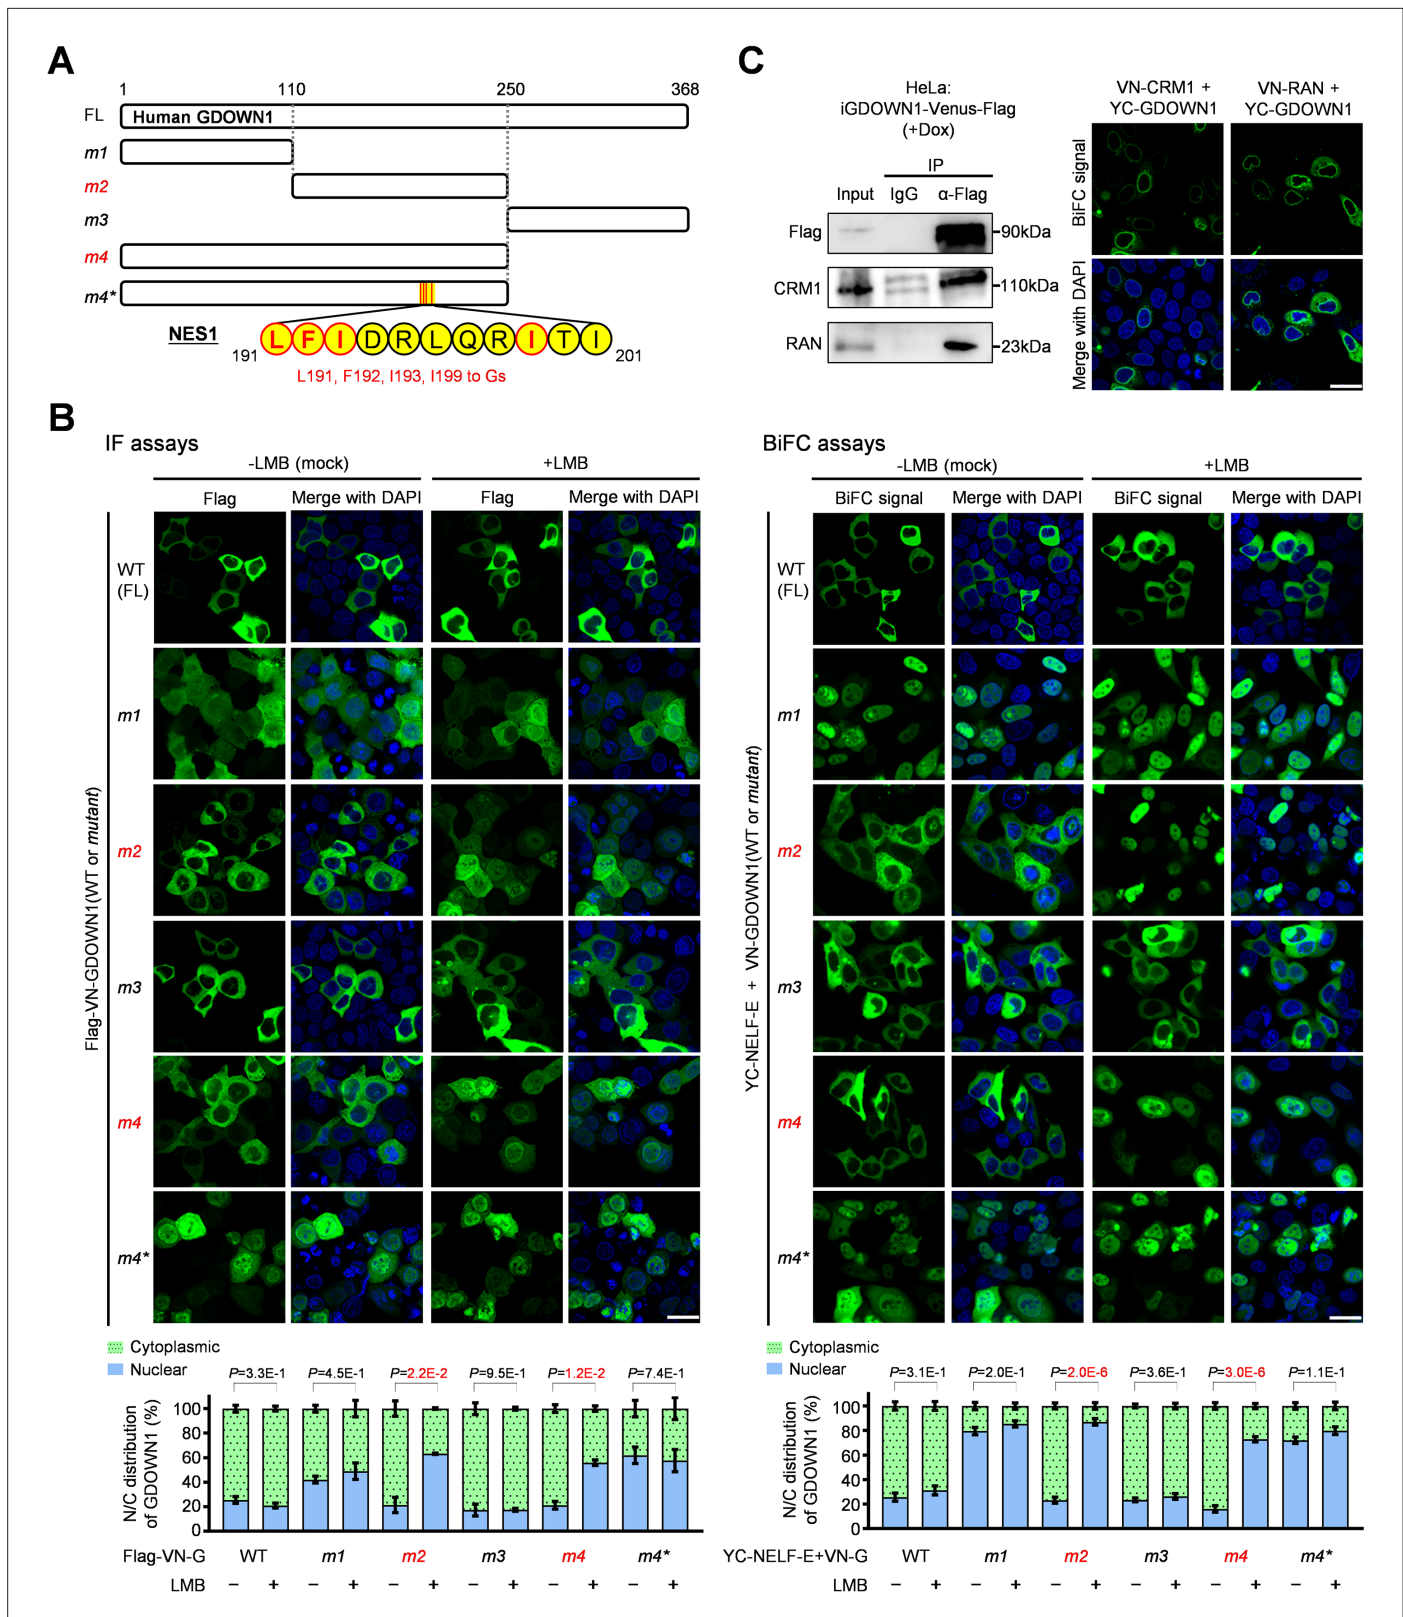 A
1 110 250 368
FL Human GDOWN1
m1
m2
m3
m4
m4*
NES1 191 L F I D R L Q R I T I 201
L191, F192, I193, I199 to Gs
C
HeLa:
iGDOWN1-Venus-Flag
(+Dox)
IP
Input IgG α-Flag
Flag -90kDa
CRM1 -110kDa
RAN -23kDa
VN-CRM1 + VN-RAN +
YC-GDOWN1 YC-GDOWN1
BiFC signal
Merge with DAPI
B
IF assays
-LMB (mock) +LMB
Flag Merge with DAPI Flag Merge with DAPI
Flag-VN-GDOWN1(WT or mutant)
WT
(FL)
m1
m2
m3
m4
m4*
Cytoplasmic
Nuclear
P=3.3E-1 P=4.5E-1 P=2.2E-2 P=9.5E-1 P=1.2E-2 P=7.4E-1
N/C distribution
of GDOWN1 (%)
100
80
60
40
20
0
Flag-VN-G WT m1 m2 m3 m4 m4*
LMB − + − + − + − + − + − +
BiFC assays
-LMB (mock) +LMB
BiFC signal Merge with DAPI BiFC signal Merge with DAPI
YC-NELF-E + VN-GDOWN1(WT or mutant)
WT
(FL)
m1
m2
m3
m4
m4*
Cytoplasmic
Nuclear
P=3.1E-1 P=2.0E-1 P=2.0E-6 P=3.6E-1 P=3.0E-6 P=1.1E-1
N/C distribution
of GDOWN1 (%)
100
80
60
40
20
0
YC-NELF-E+VN-G WT m1 m2 m3 m4 m4*
LMB − + − + − + − + − + − +